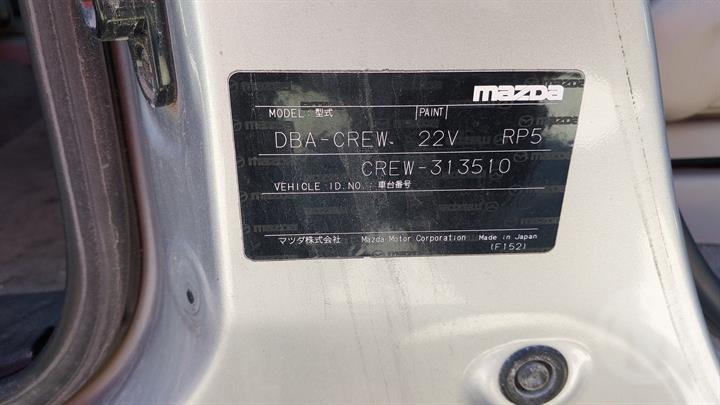 mazda
MODEL:型式 PAINT
DBA-CREW 22V RP5
CREW-313510
VEHICLE ID.NO.:車台番号
マツダ株式会社 Mazda Motor Corporation Made in Japan
(F152)